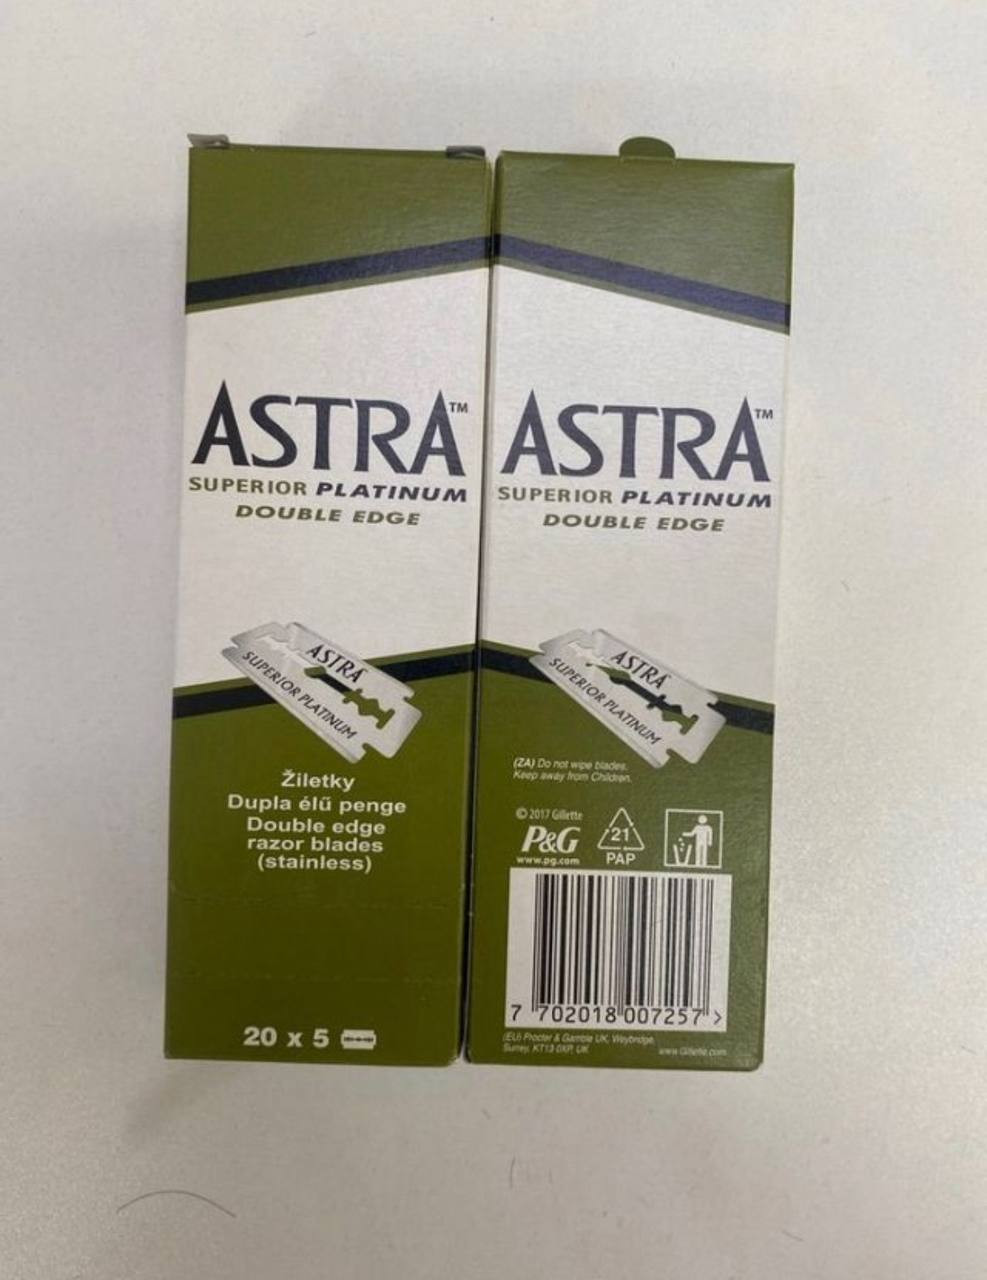 ASTRA™
SUPERIOR PLATINUM
DOUBLE EDGE
ASTRA
SUPERIOR PLATINUM
Žiletky
Dupla élű penge
Double edge
razor blades
(stainless)
20 x 5
ASTRA™
SUPERIOR PLATINUM
DOUBLE EDGE
ASTRA
SUPERIOR PLATINUM
(ZA) Do not wipe blades.
Keep away from Children.
© 2017 Gillette
P&G
www.pg.com
21
PAP
7 702018 007257 >
(EU) Procter & Gamble UK, Weybridge,
Surrey, KT13 0XP, UK
www.Gillette.com